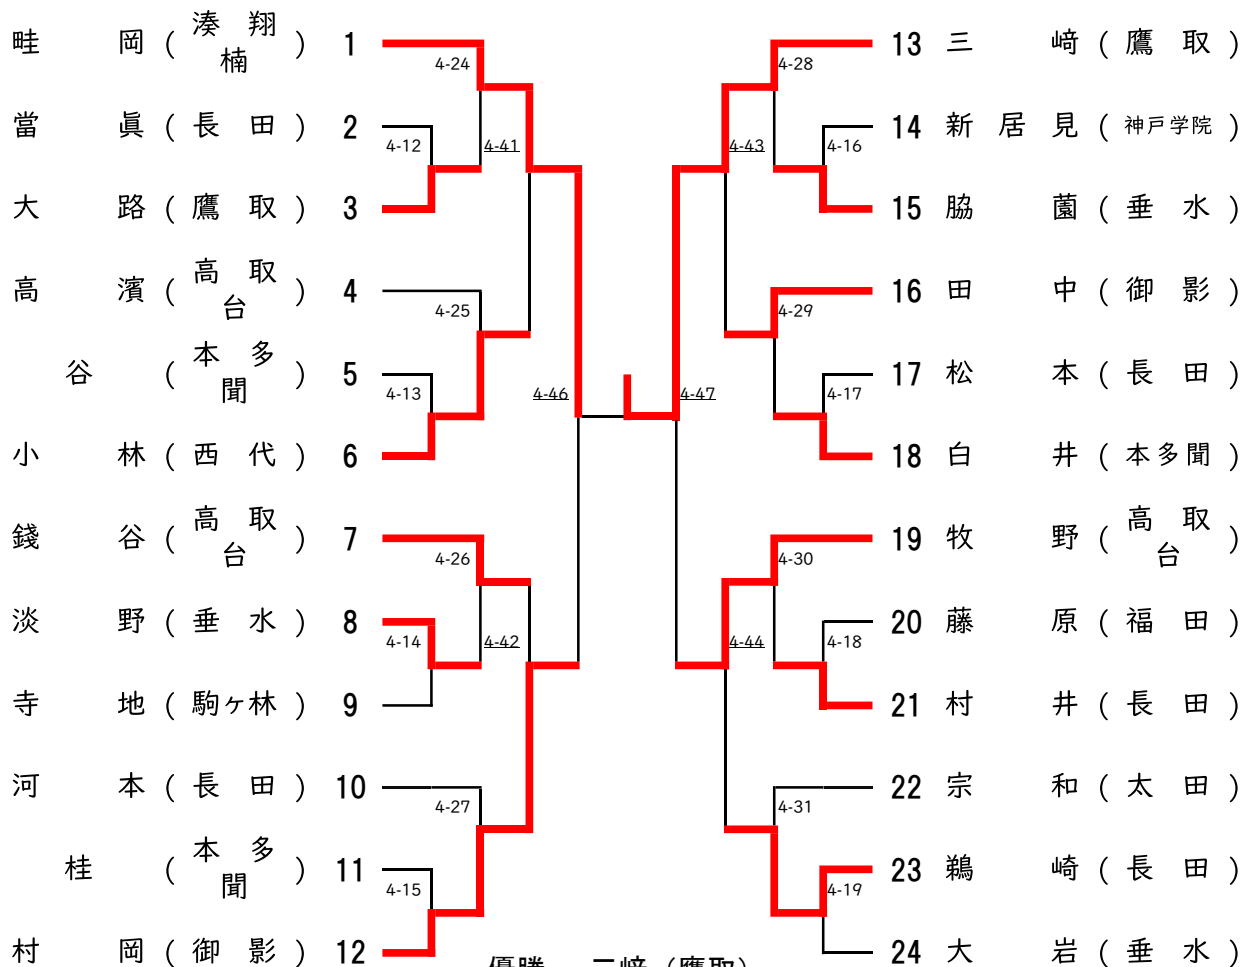 畦岡(湊翔楠) 1
4-24
當眞(長田) 2
4-12
4-41
大路(鷹取) 3
高濱(高取台) 4
4-25
谷(本多聞) 5
4-13
4-46
小林(西代) 6
錢谷(高取台) 7
4-26
淡野(垂水) 8
4-14
4-42
寺地(駒ヶ林) 9
河本(長田) 10
4-27
桂(本多聞) 11
4-15
村岡(御影) 12
13 三﨑(鷹取)
4-28
14 新居見(神戸学院)
4-43
4-16
15 脇薗(垂水)
16 田中(御影)
4-29
17 松本(長田)
4-47
4-17
18 白井(本多聞)
19 牧野(高取台)
4-30
20 藤原(福田)
4-44
4-18
21 村井(長田)
22 宗和(太田)
4-31
23 鵜崎(長田)
4-19
24 大岩(垂水)
優勝 三﨑(鷹取)